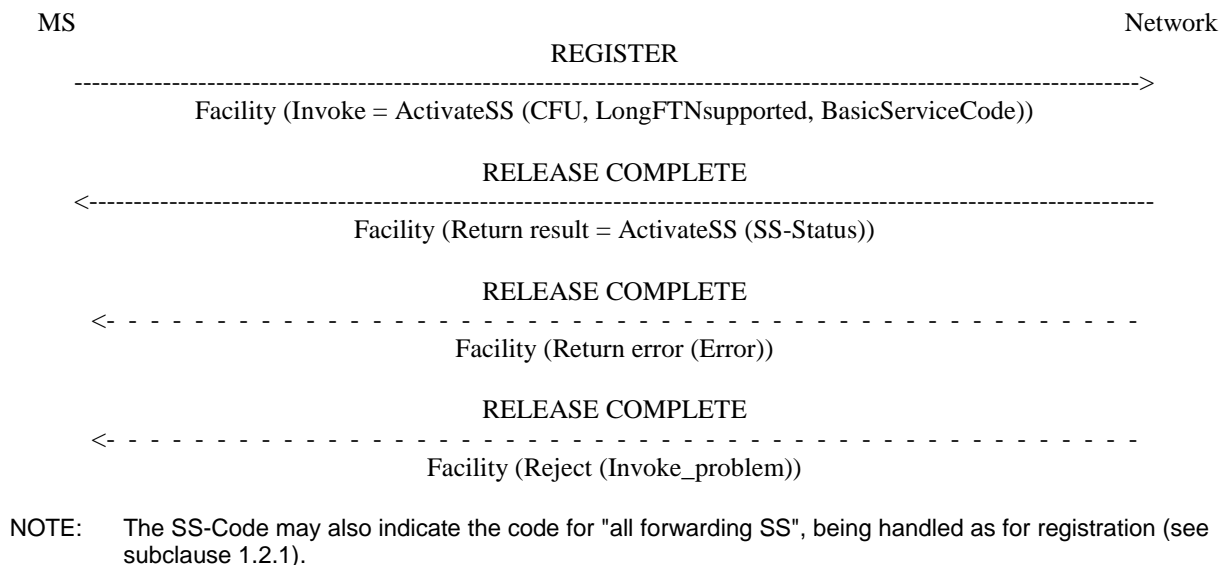 MS Network
REGISTER
------------------------------------------------------------------------------------------------------------------------>
Facility (Invoke = ActivateSS (CFU, LongFTNsupported, BasicServiceCode))
RELEASE COMPLETE
<------------------------------------------------------------------------------------------------------------------------
Facility (Return result = ActivateSS (SS-Status))
RELEASE COMPLETE
<- - - - - - - - - - - - - - - - - - - - - - - - - - - - - - - - - - - - - - - - - - - - - - - -
Facility (Return error (Error))
RELEASE COMPLETE
<- - - - - - - - - - - - - - - - - - - - - - - - - - - - - - - - - - - - - - - - - - - - - - - -
Facility (Reject (Invoke_problem))
NOTE: The SS-Code may also indicate the code for "all forwarding SS", being handled as for registration (see
subclause 1.2.1).